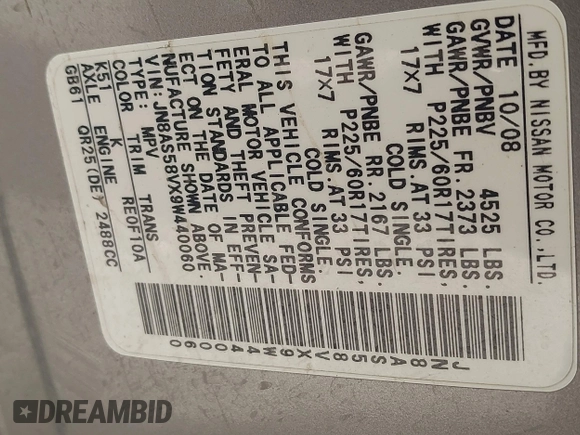 MFD.BY NISSAN MOTOR CO.,LTD.
DATE 10/08
GVWR/PNBV 4525 LBS.
GAWR/PNBE FR. 2373 LBS.
WITH P225/60R17TIRES,
17X7 RIMS.AT 33 PSI
COLD SINGLE.
GAWR/PNBE RR. 2167 LBS.
WITH P225/60R17TIRES,
17X7 RIMS.AT 33 PSI
COLD SINGLE.
THIS VEHICLE CONFORMS
TO ALL APPLICABLE FED-
ERAL MOTOR VEHICLE SA-
FETY AND THEFT PREVEN-
TION STANDARDS IN EFF-
ECT ON THE DATE OF MA-
NUFACTURE SHOWN ABOVE.
VIN: JN8AS58VX9W440060
TYPE: MPV
COLOR TRIM TRANS
K51 K RE0F10A
AXLE ENGINE
GB61 QR25(DE) 2488CC
JN8AS58VX9W440060
DREAMBID